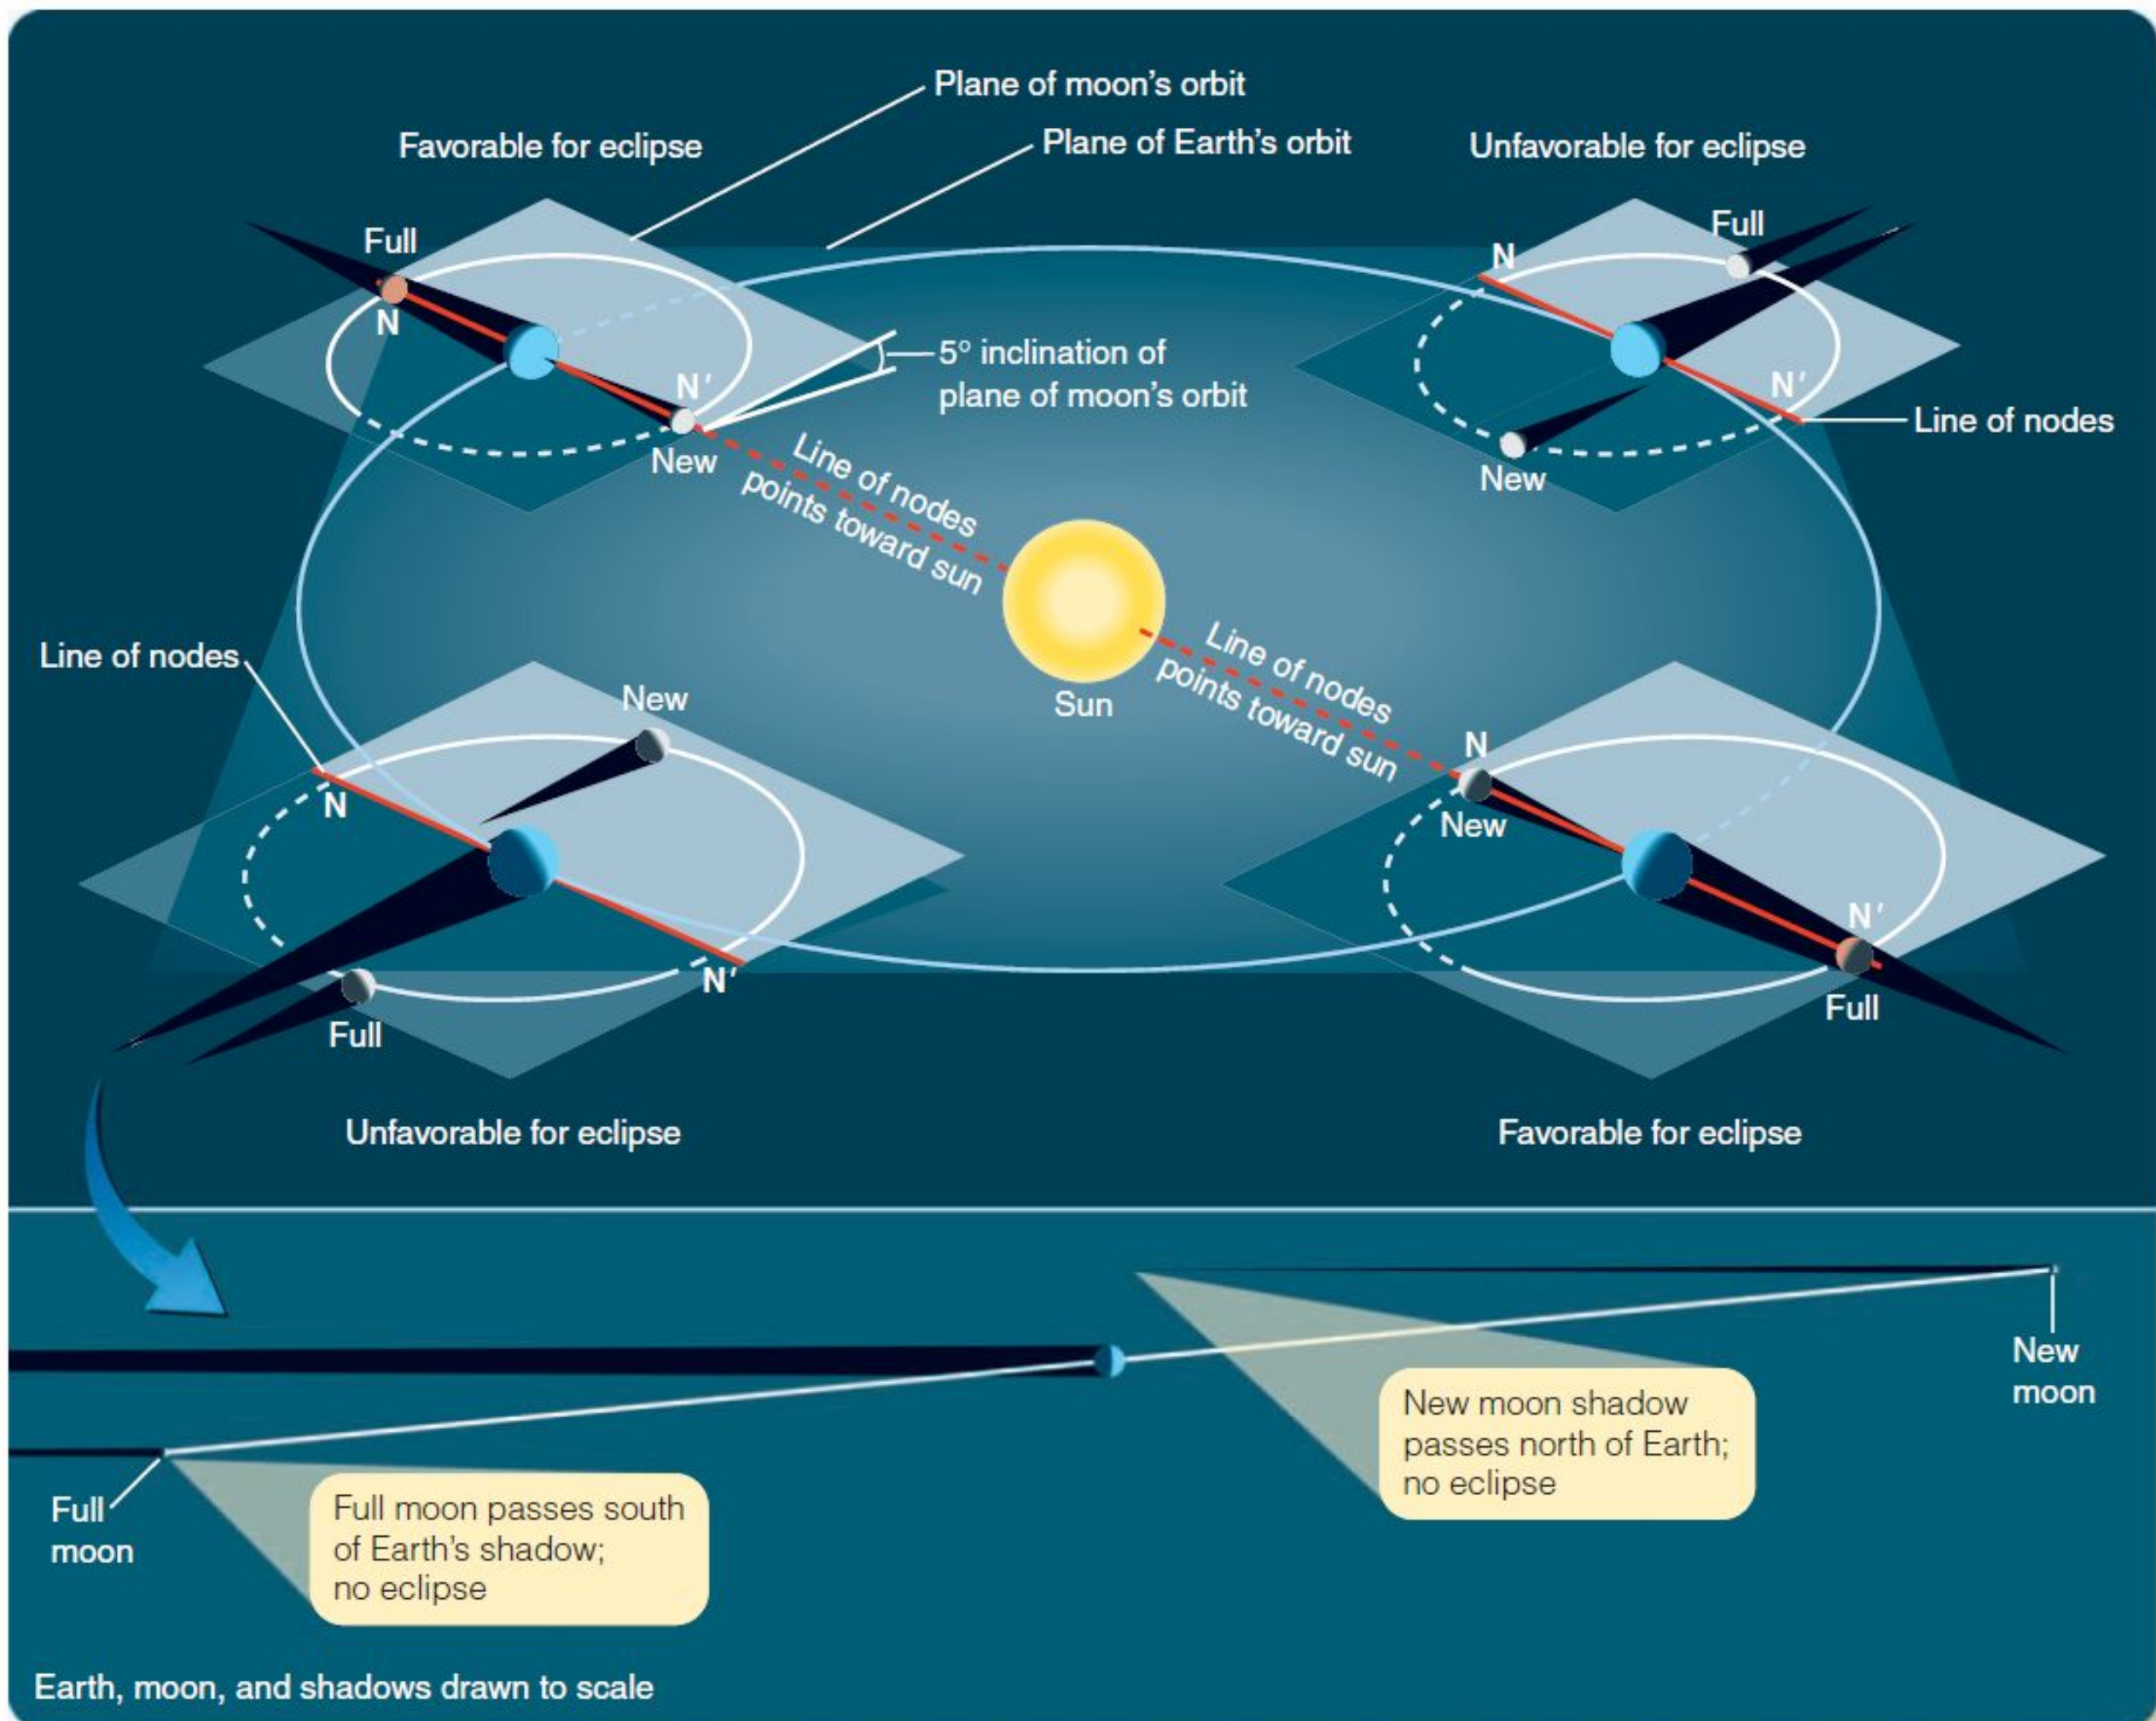 Plane of moon's orbit
Plane of Earth's orbit
Favorable for eclipse
Unfavorable for eclipse
Full
N
N′
New
5° inclination of
plane of moon's orbit
Line of nodes
points toward sun
N
Full
N′
Line of nodes
New
Sun
Line of nodes
points toward sun
Line of nodes
New
N
N′
Full
Unfavorable for eclipse
N
New
N′
Full
Favorable for eclipse
New
moon
New moon shadow
passes north of Earth;
no eclipse
Full
moon
Full moon passes south
of Earth's shadow;
no eclipse
Earth, moon, and shadows drawn to scale